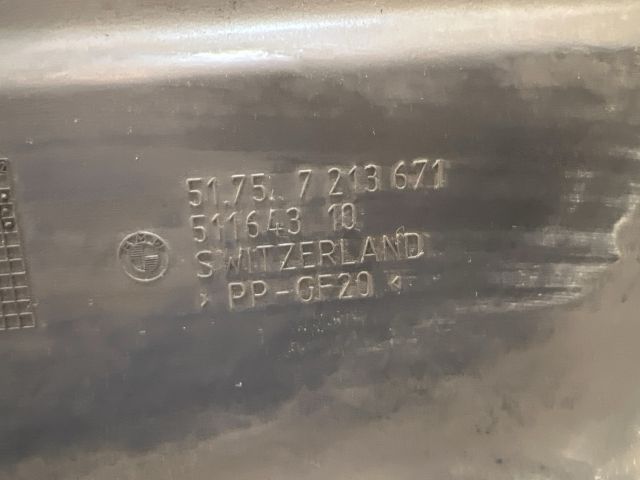 51.75. 7 213 671
511643 10
SWITZERLAND
> PP-GF20 <